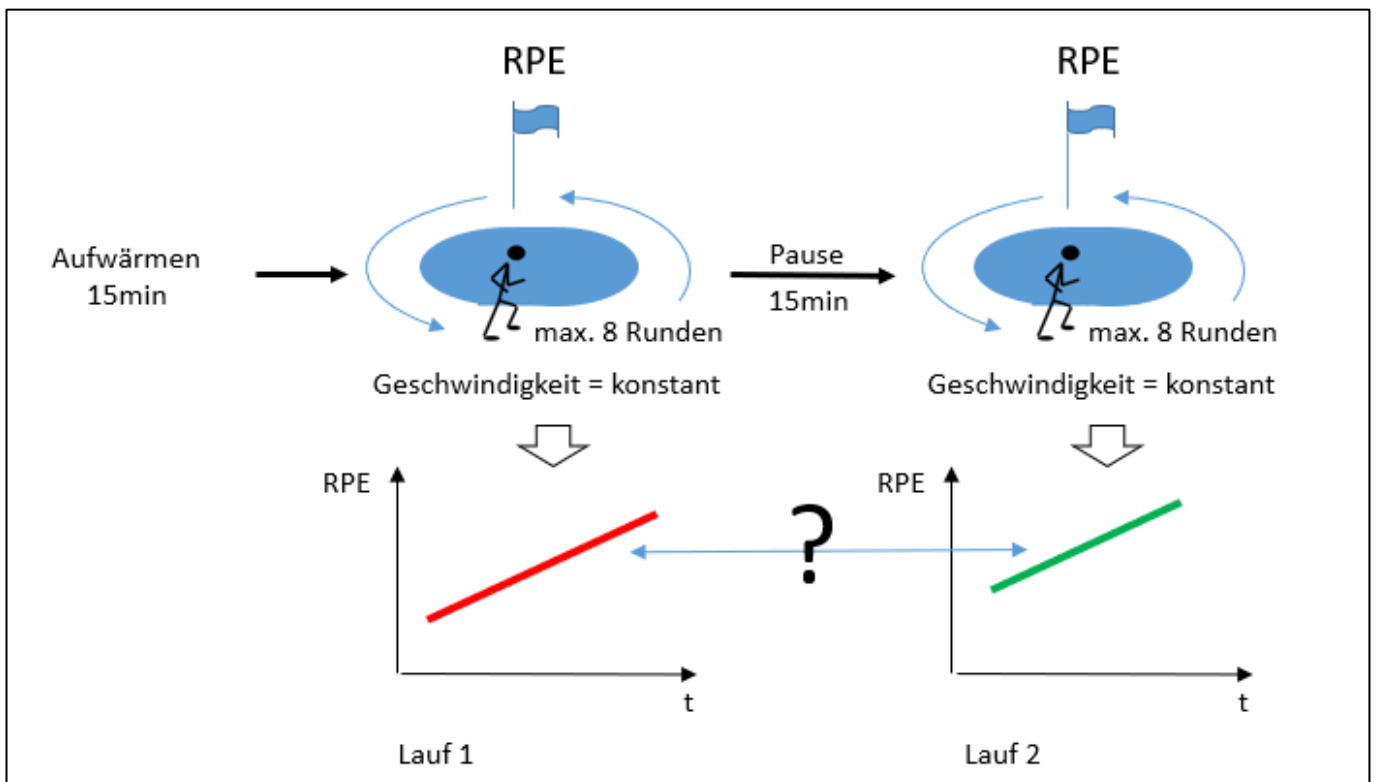 RPE
RPE
Aufwärmen
15min
Pause
15min
max. 8 Runden
max. 8 Runden
Geschwindigkeit = konstant
Geschwindigkeit = konstant
RPE
RPE
?
t
t
Lauf 1
Lauf 2